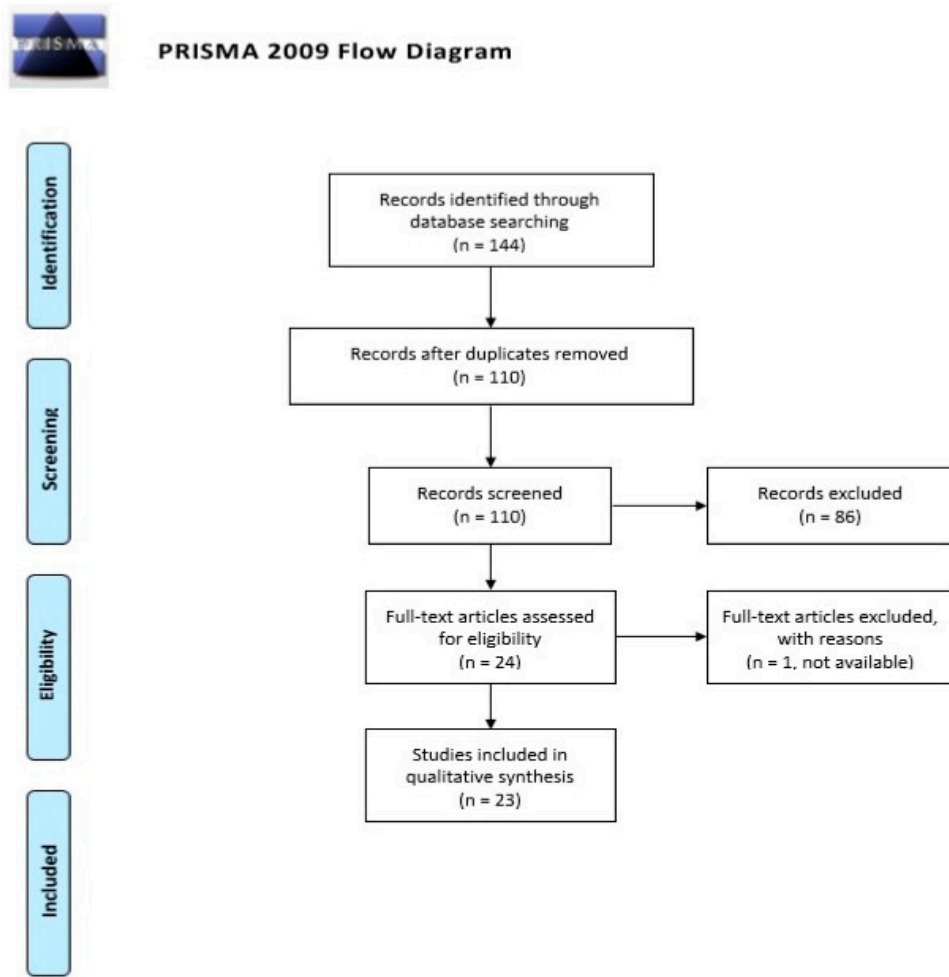 PRISMA
PRISMA 2009 Flow Diagram
Identification
Records identified through
database searching
(n = 144)
Records after duplicates removed
(n = 110)
Screening
Records screened
(n = 110)
Records excluded
(n = 86)
Eligibility
Full-text articles assessed
for eligibility
(n = 24)
Full-text articles excluded,
with reasons
(n = 1, not available)
Studies included in
qualitative synthesis
(n = 23)
Included